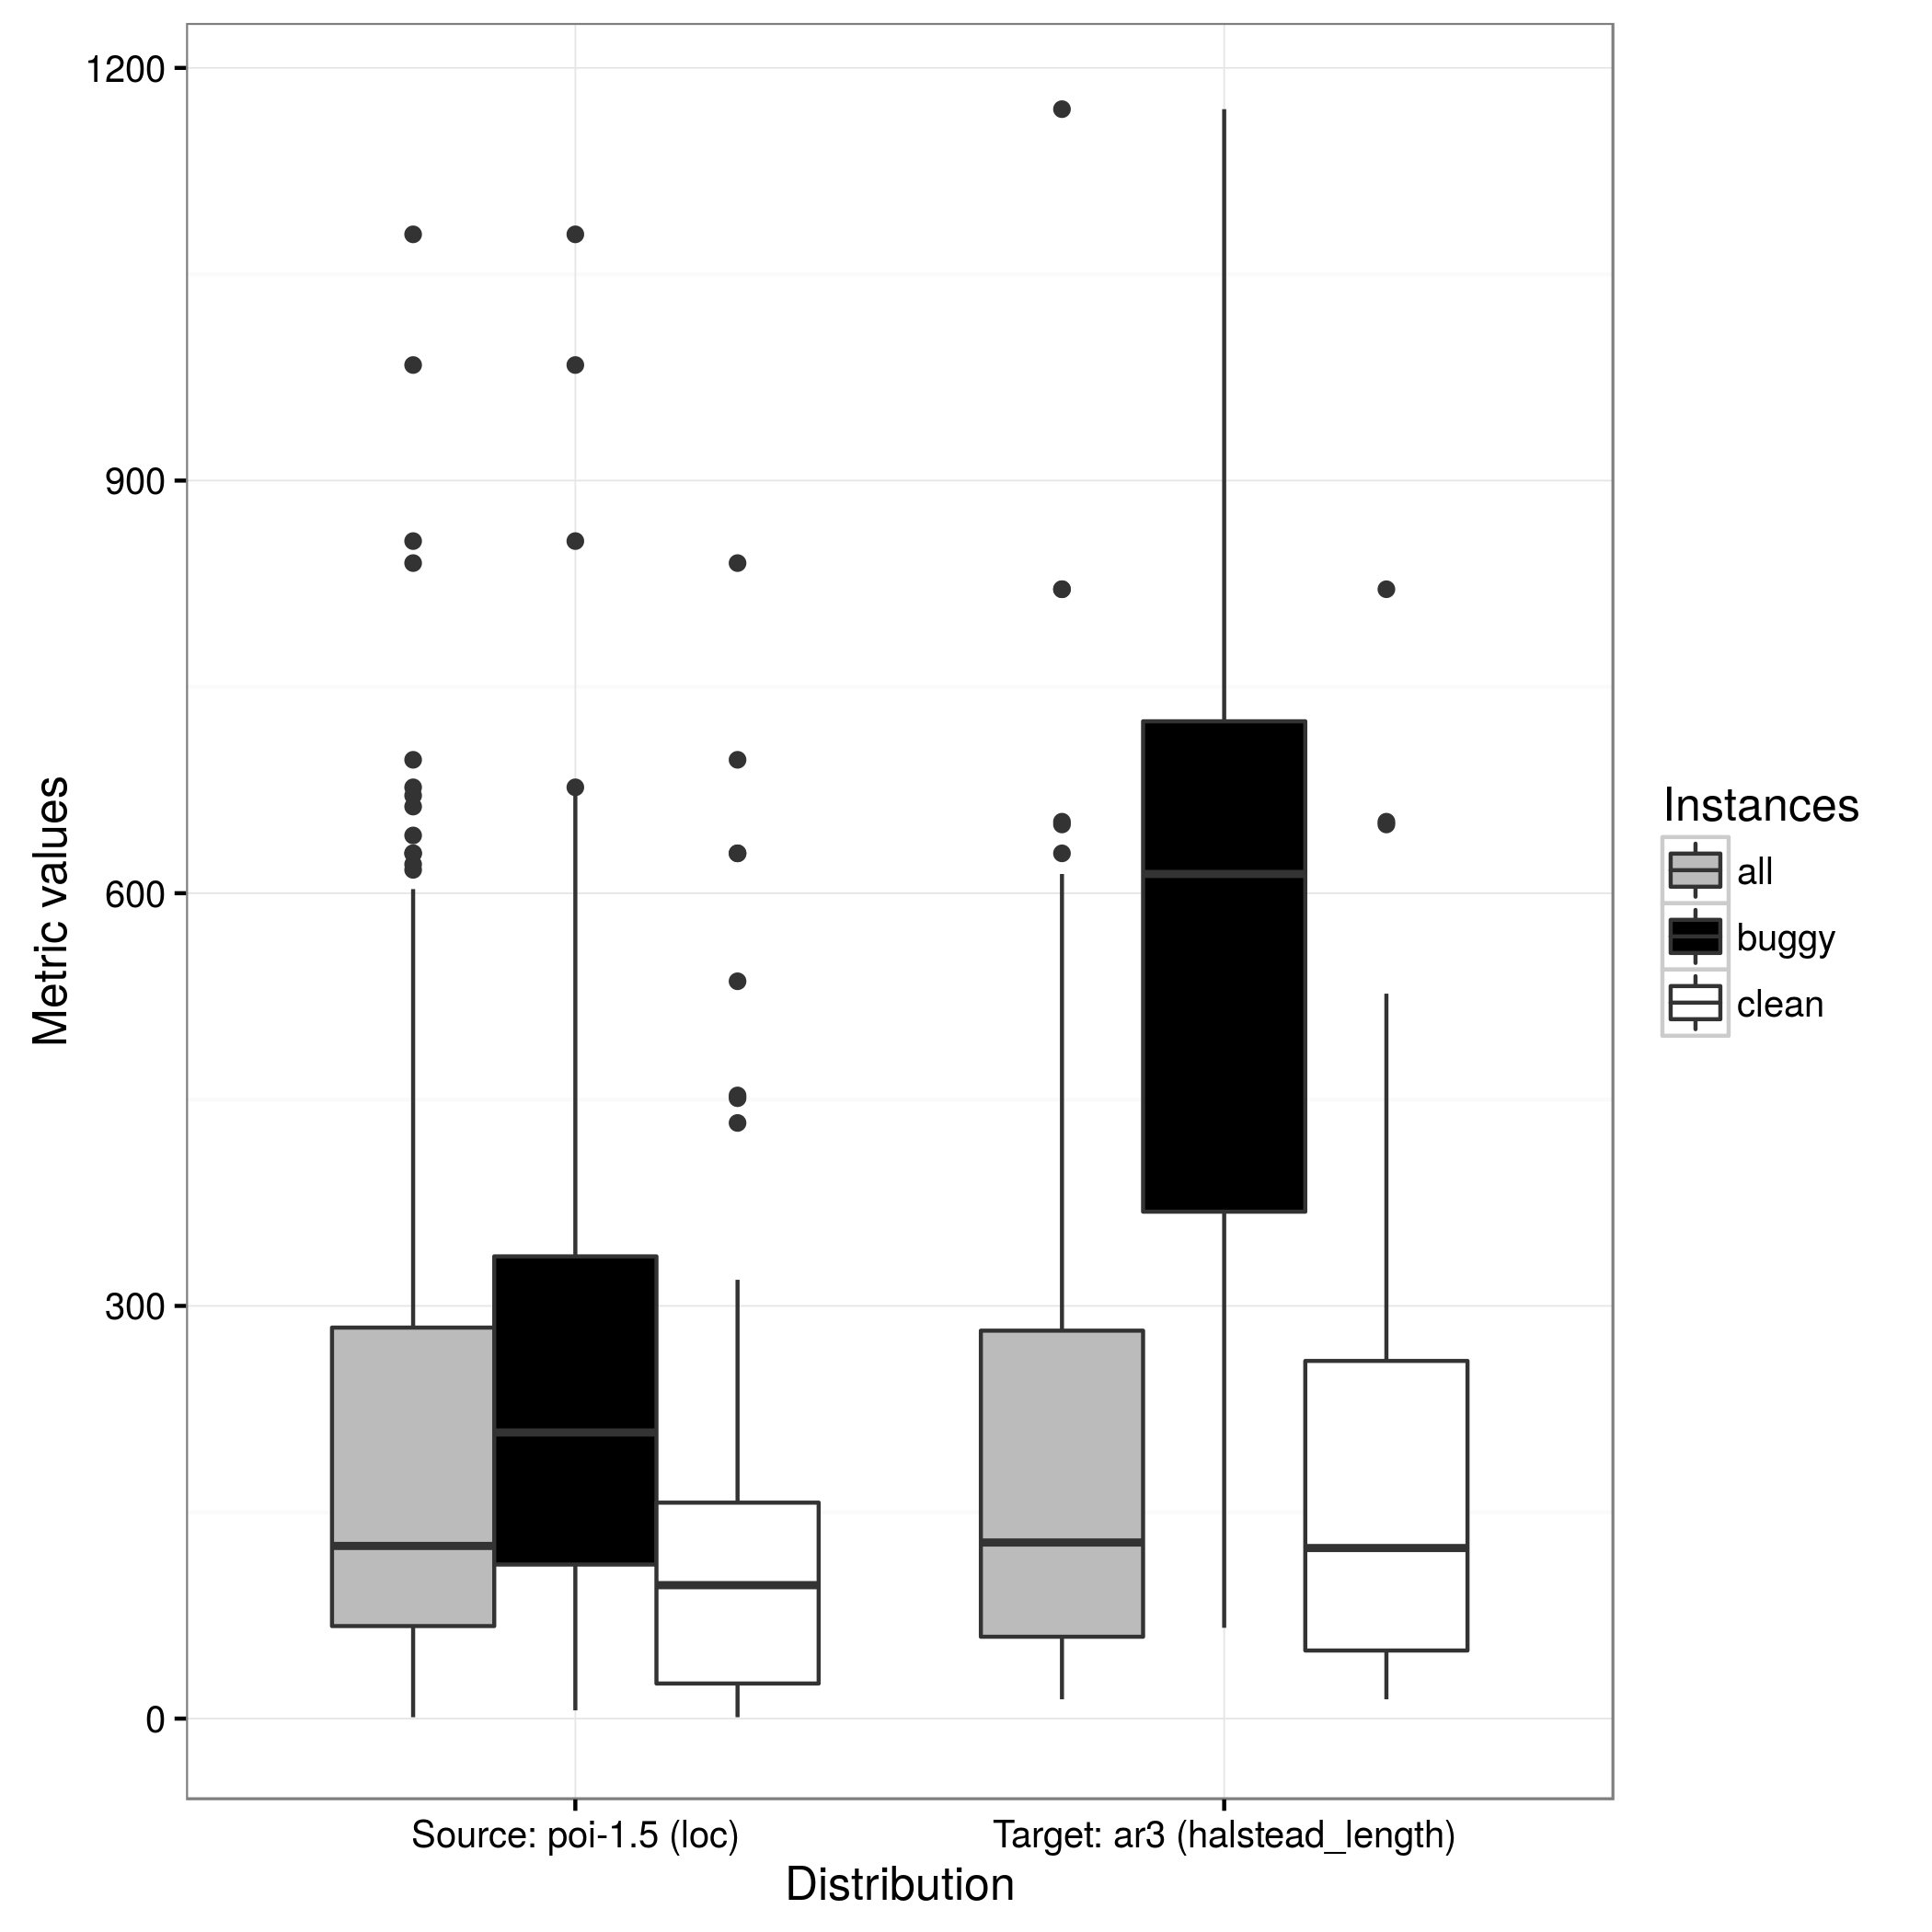 1200
900
600
300
0
Metric values
Source: poi-1.5 (loc)
Target: ar3 (halstead_length)
Distribution
Instances
all
buggy
clean